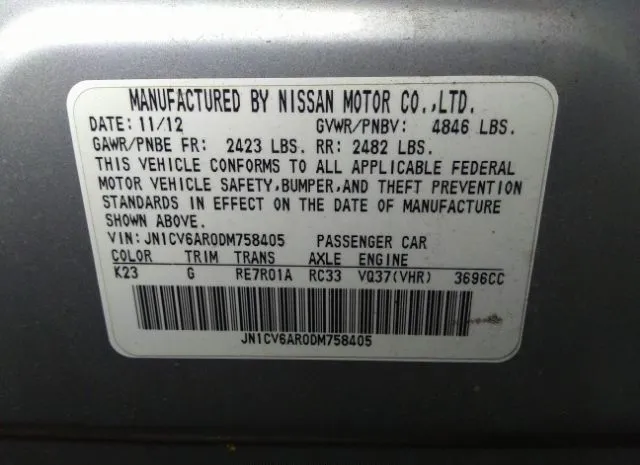 MANUFACTURED BY NISSAN MOTOR CO.,LTD.
DATE: 11/12 GVWR/PNBV: 4846 LBS.
GAWR/PNBE FR: 2423 LBS. RR: 2482 LBS.
THIS VEHICLE CONFORMS TO ALL APPLICABLE FEDERAL
MOTOR VEHICLE SAFETY,BUMPER,AND THEFT PREVENTION
STANDARDS IN EFFECT ON THE DATE OF MANUFACTURE
SHOWN ABOVE.
VIN: JN1CV6AR0DM758405 PASSENGER CAR
COLOR TRIM TRANS AXLE ENGINE
K23 G RE7R01A RC33 VQ37(VHR) 3696CC
JN1CV6AR0DM758405